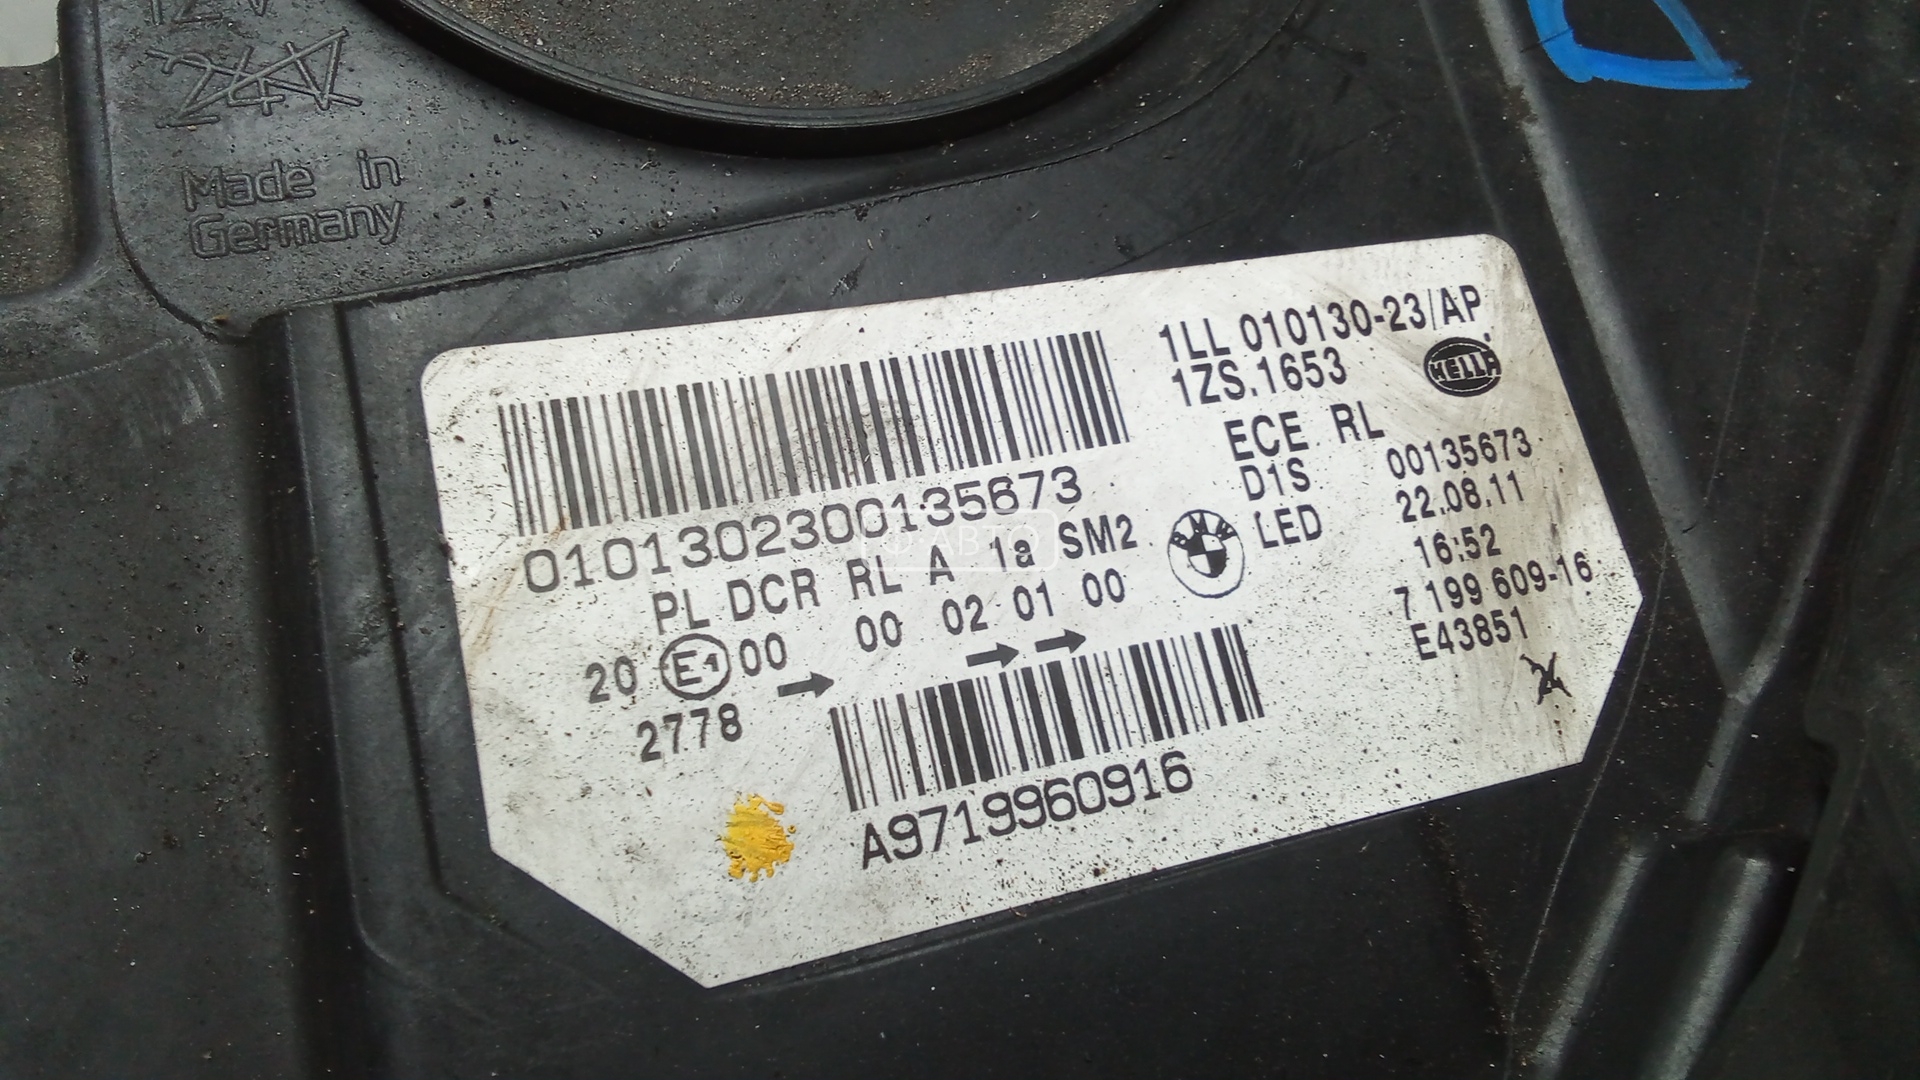 12V
24V
Made in
Germany
1LL 010130-23/AP
1ZS.1653
HELLA
ECE RL
D1S
LED
00135673
22.08.11
16:52
7 199 609-16
E43851
0101302300135673
PL DCR RL A 1a SM2
BMW
20 E1 00 00 02 01 00
2778
A9719960916
АВТО